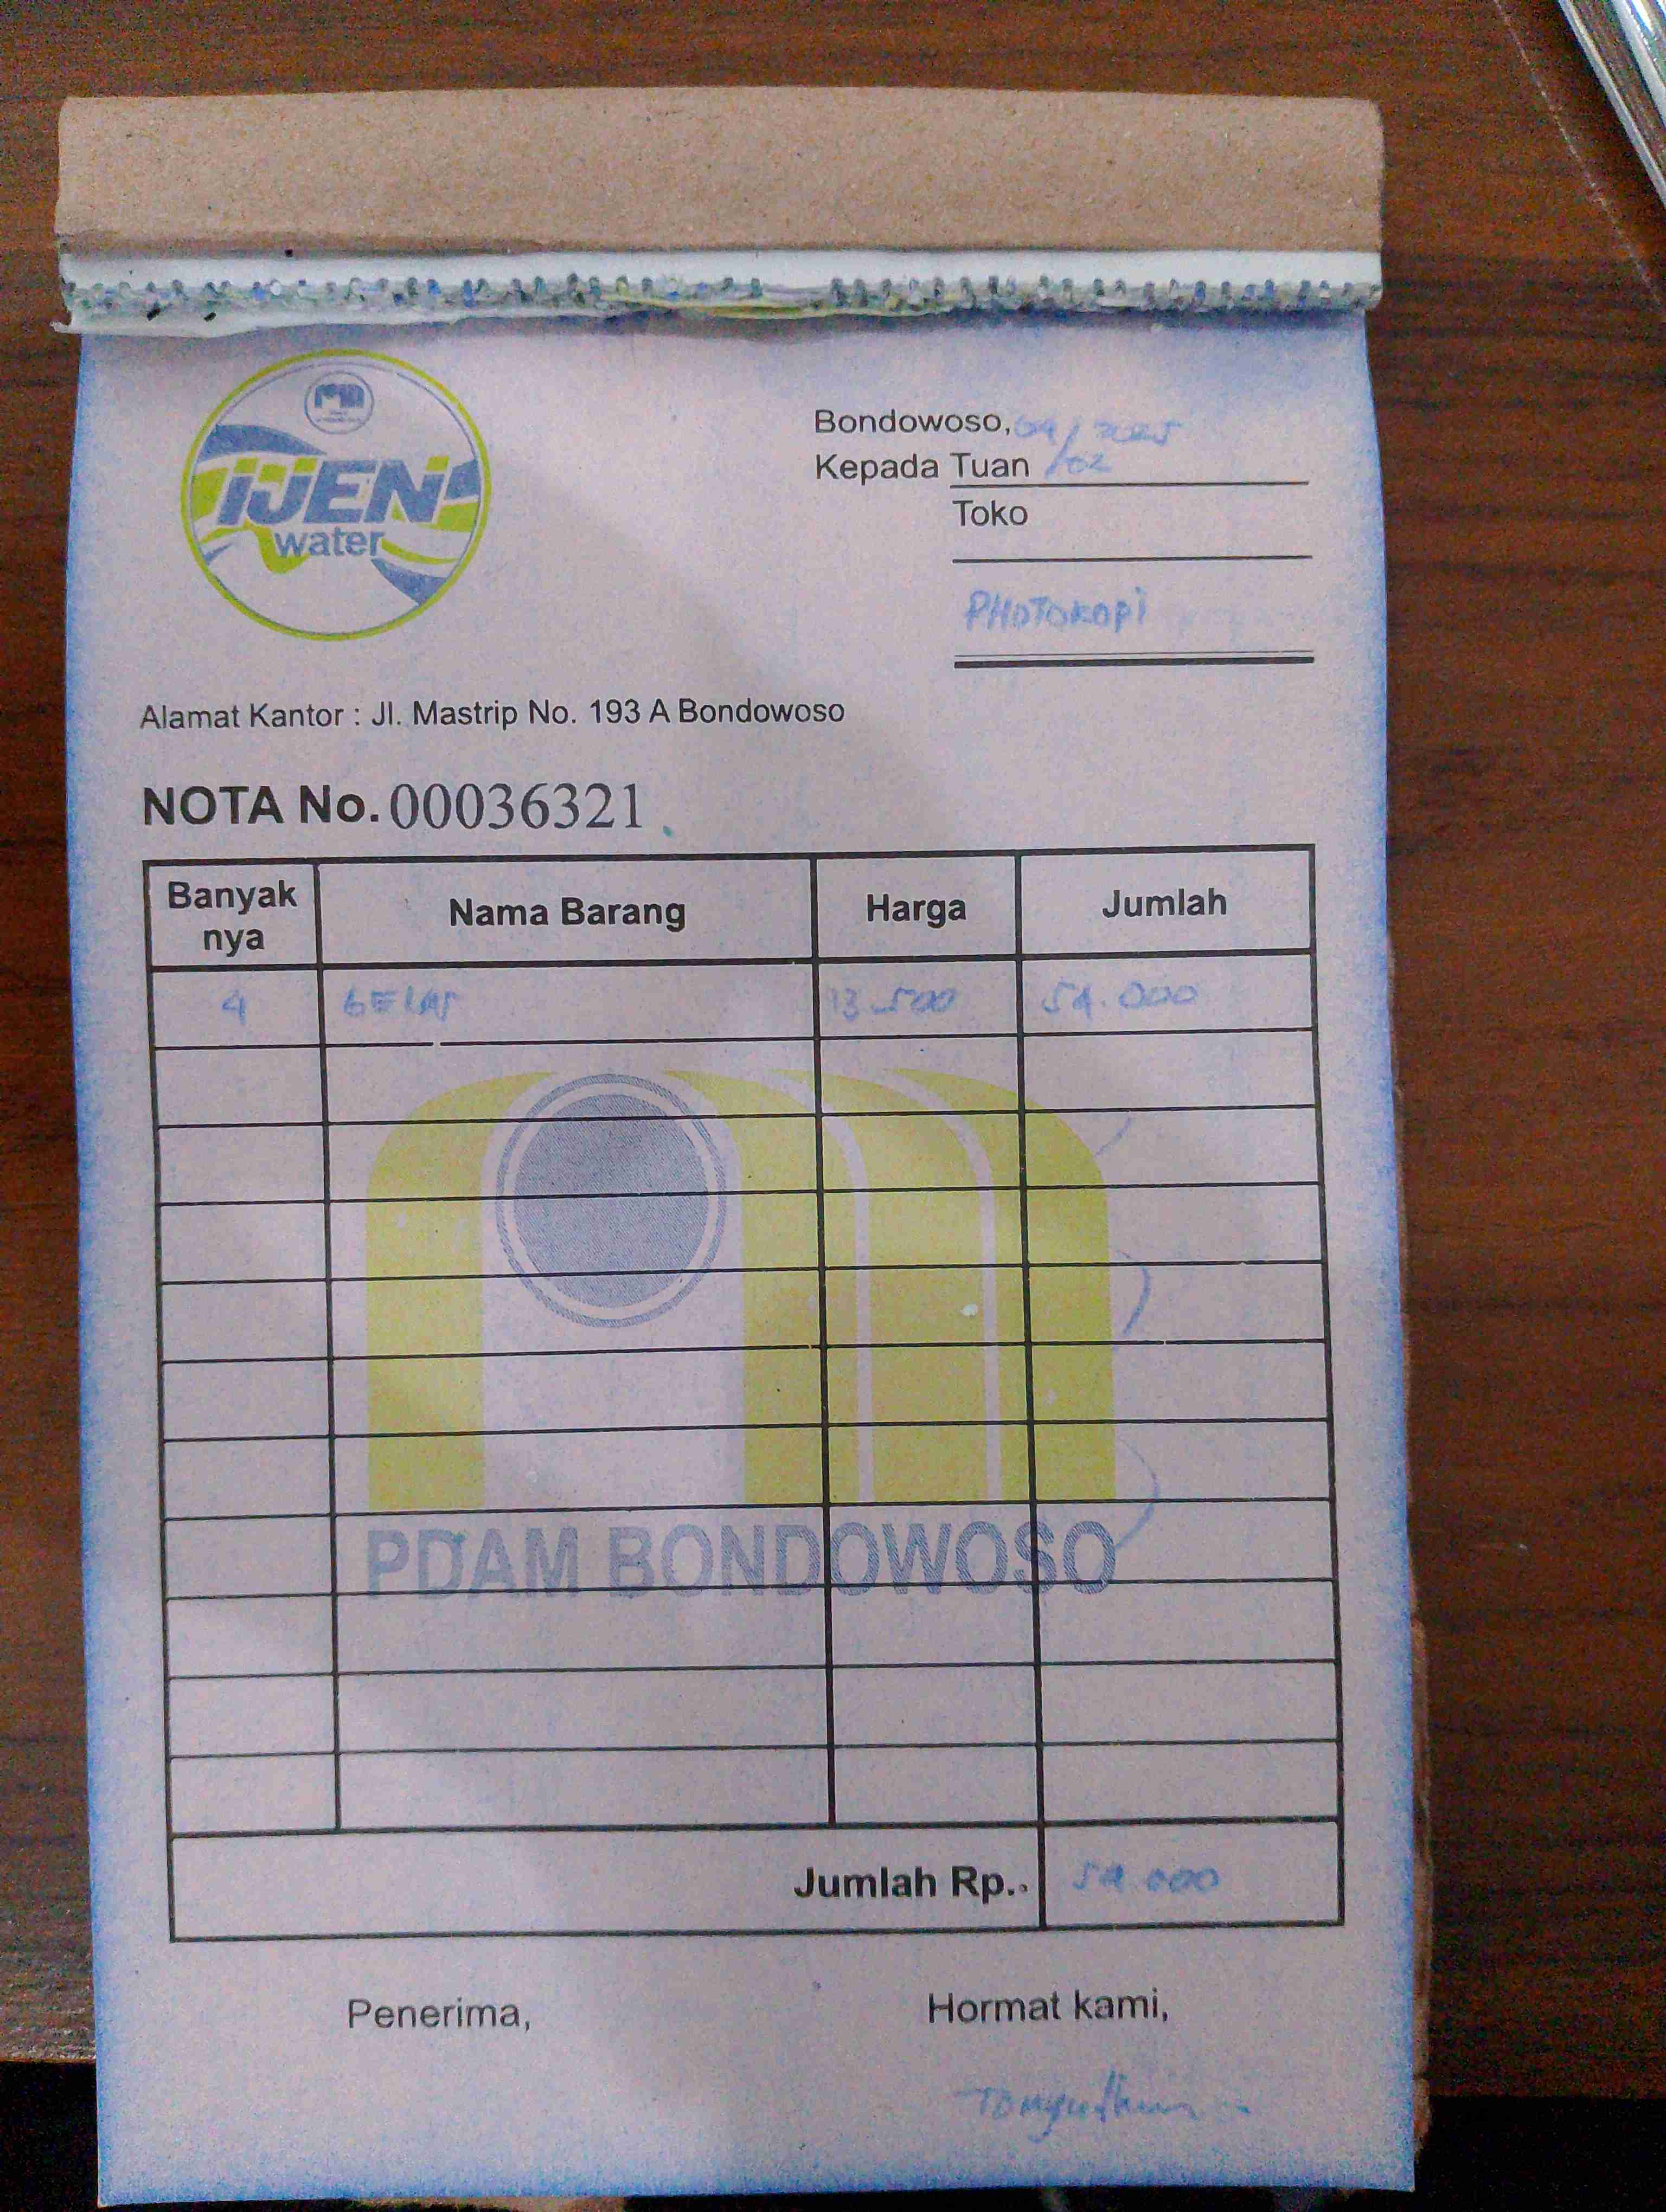 IJEN
water
Bondowoso, 04/02 2025
Kepada Tuan
Toko
PHOTOKOPI
Alamat Kantor : Jl. Mastrip No. 193 A Bondowoso
NOTA No. 00036321
Banyak nya Nama Barang Harga Jumlah
4 GELAS 13.500 54.000
PDAM BONDOWOSO
Jumlah Rp.. 54.000
Penerima, Hormat kami,